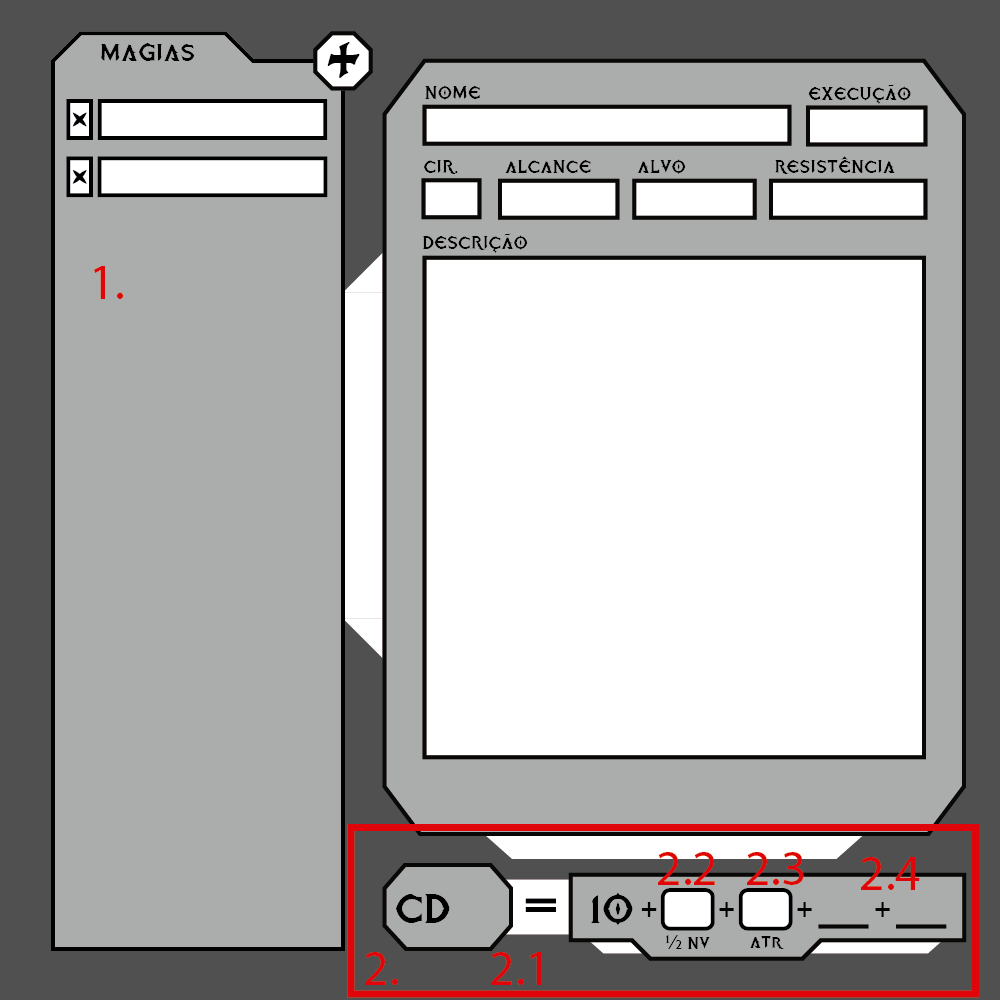 MAGIAS
NOME EXECUÇÃO
CIR. ALCANCE ALVO RESISTÊNCIA
DESCRIÇÃO
1.
2.2 2.3 2.4
CD = 10 + + + +
½ NV ATR
2. 2.1